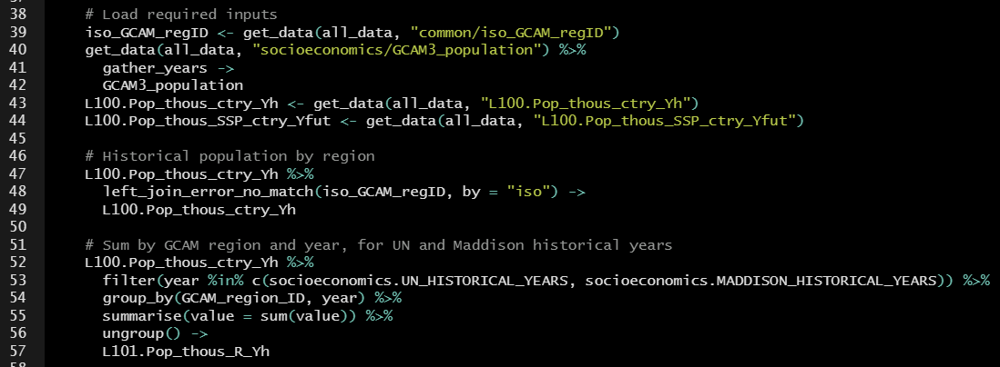 38 # Load required inputs
39 iso_GCAM_regID <- get_data(all_data, "common/iso_GCAM_regID")
40 get_data(all_data, "socioeconomics/GCAM3_population") %>%
41 gather_years ->
42 GCAM3_population
43 L100.Pop_thous_ctry_Yh <- get_data(all_data, "L100.Pop_thous_ctry_Yh")
44 L100.Pop_thous_SSP_ctry_Yfut <- get_data(all_data, "L100.Pop_thous_SSP_ctry_Yfut")
45
46 # Historical population by region
47 L100.Pop_thous_ctry_Yh %>%
48 left_join_error_no_match(iso_GCAM_regID, by = "iso") ->
49 L100.Pop_thous_ctry_Yh
50
51 # Sum by GCAM region and year, for UN and Maddison historical years
52 L100.Pop_thous_ctry_Yh %>%
53 filter(year %in% c(socioeconomics.UN_HISTORICAL_YEARS, socioeconomics.MADDISON_HISTORICAL_YEARS)) %>%
54 group_by(GCAM_region_ID, year) %>%
55 summarise(value = sum(value)) %>%
56 ungroup() ->
57 L101.Pop_thous_R_Yh